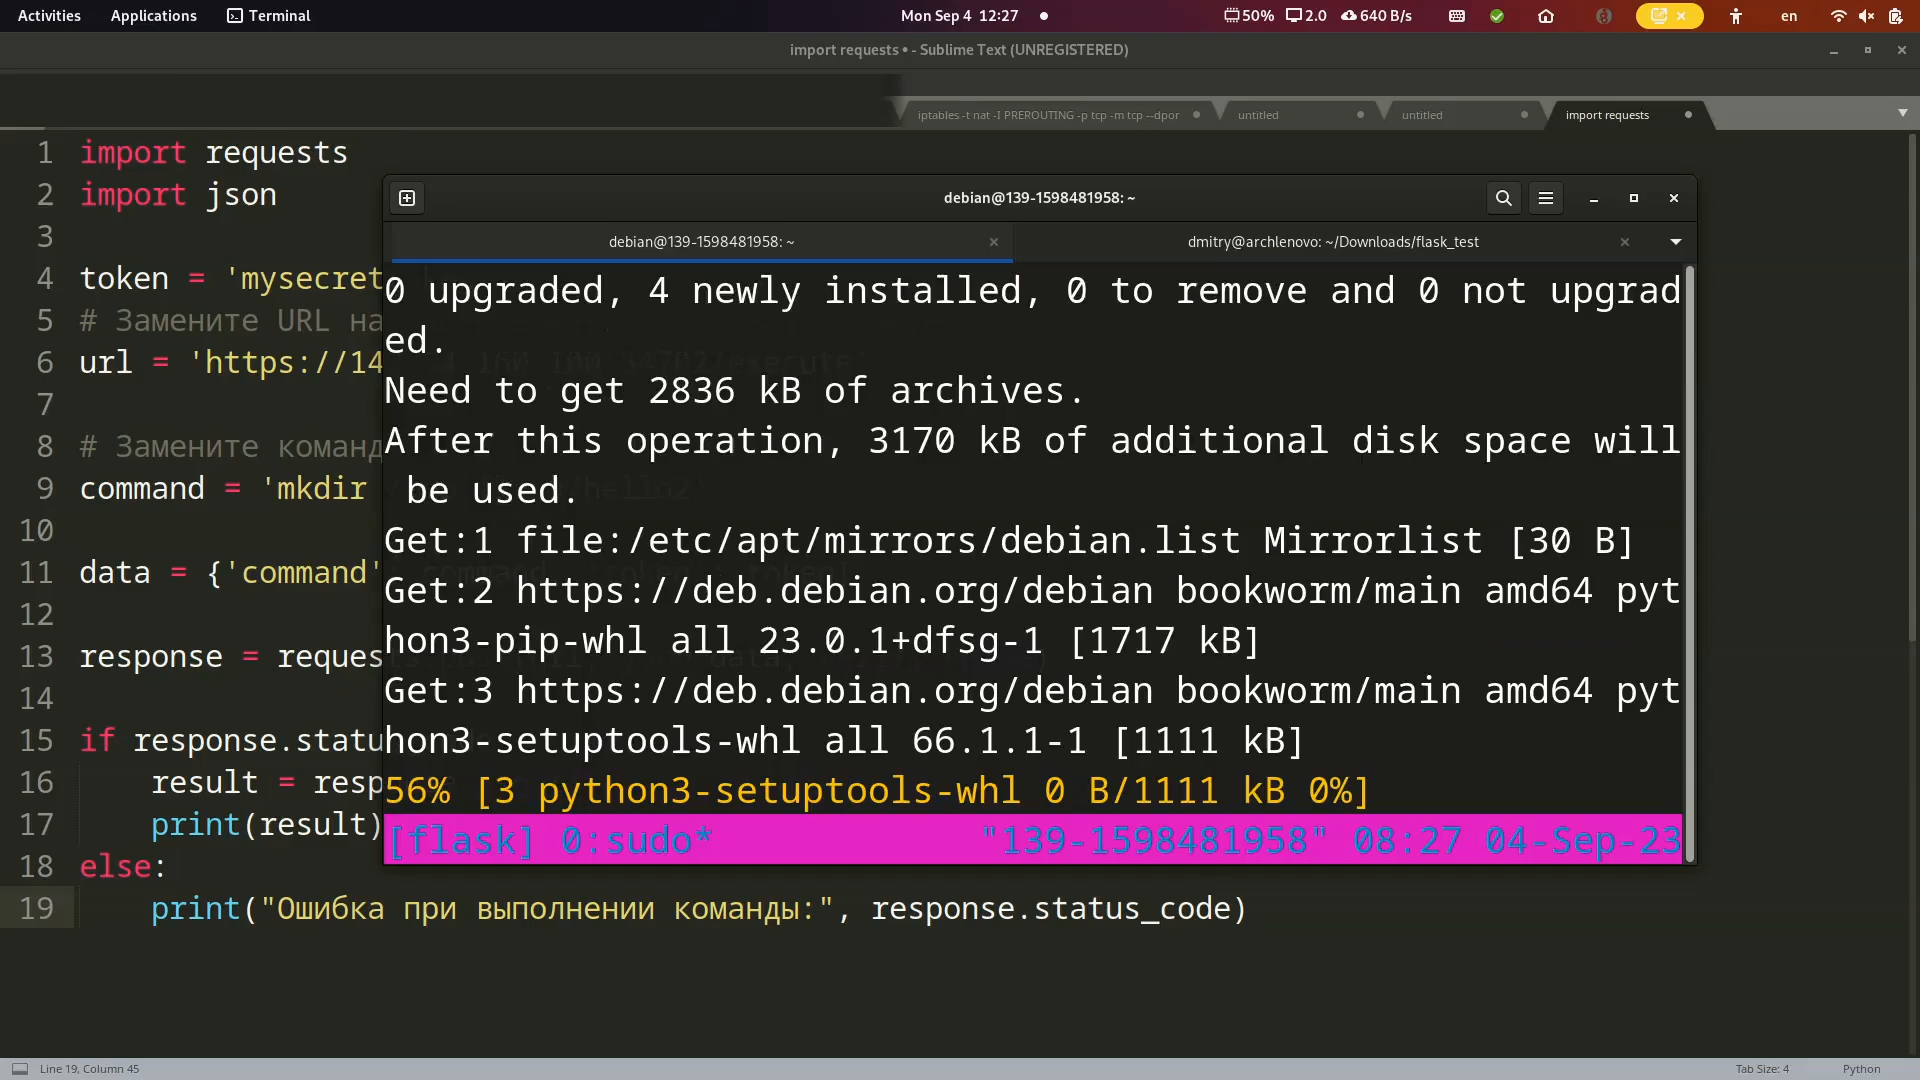 Activities Applications Terminal Mon Sep 4 12:27 50% 2.0 640 B/s en
import requests • - Sublime Text (UNREGISTERED)
iptables -t nat -I PREROUTING -p tcp -m tcp --dpor untitled untitled import requests
1 import requests
2 import json
3
4 token = 'mysecret
5 # Замените URL на
6 url = 'https://14
7
8 # Замените команд
9 command = 'mkdir
10
11 data = {'command'
12
13 response = reques
14
15 if response.statu
16 result = resp
17 print(result)
18 else:
19 print("Ошибка при выполнении команды:", response.status_code)
debian@139-1598481958: ~
debian@139-1598481958: ~ dmitry@archlenovo: ~/Downloads/flask_test
0 upgraded, 4 newly installed, 0 to remove and 0 not upgrad
ed.
Need to get 2836 kB of archives.
After this operation, 3170 kB of additional disk space will
be used.
Get:1 file:/etc/apt/mirrors/debian.list Mirrorlist [30 B]
Get:2 https://deb.debian.org/debian bookworm/main amd64 pyt
hon3-pip-whl all 23.0.1+dfsg-1 [1717 kB]
Get:3 https://deb.debian.org/debian bookworm/main amd64 pyt
hon3-setuptools-whl all 66.1.1-1 [1111 kB]
56% [3 python3-setuptools-whl 0 B/1111 kB 0%]
[flask] 0:sudo* "139-1598481958" 08:27 04-Sep-23
Line 19, Column 45 Tab Size: 4 Python